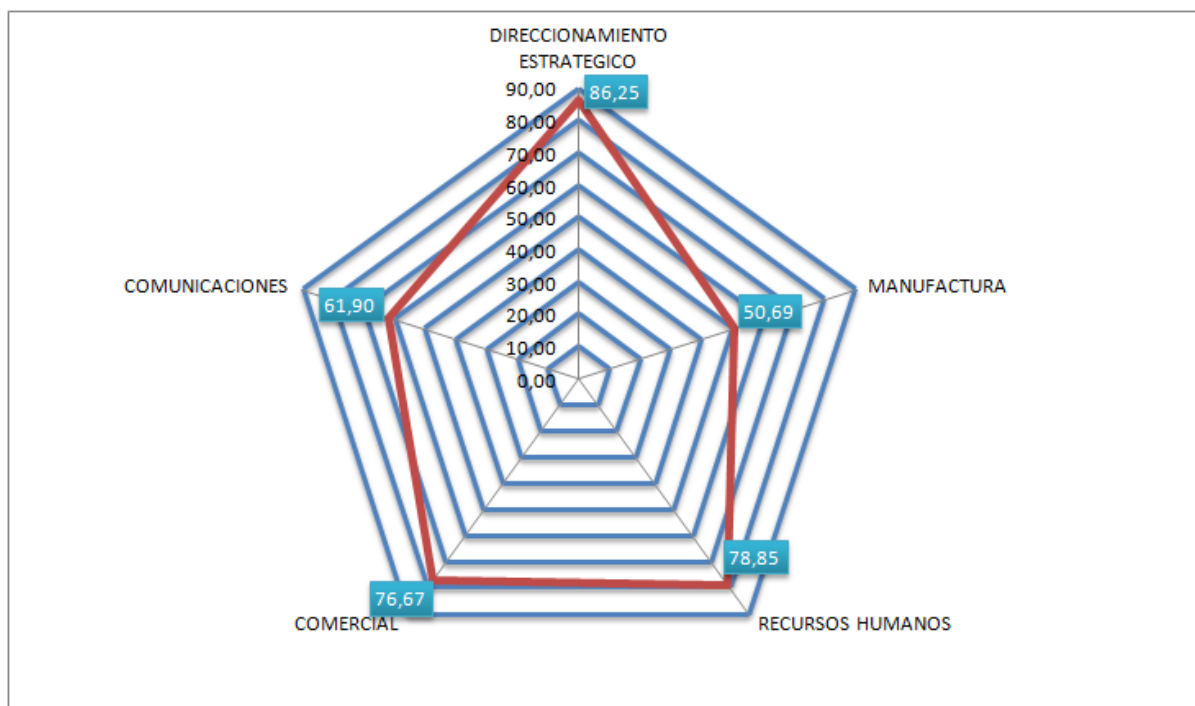 DIRECCIONAMIENTO
ESTRATEGICO
90,00
86,25
80,00
70,00
60,00
50,00
40,00
30,00
20,00
10,00
0,00
COMUNICACIONES
61,90
MANUFACTURA
50,69
78,85
76,67
COMERCIAL
RECURSOS HUMANOS